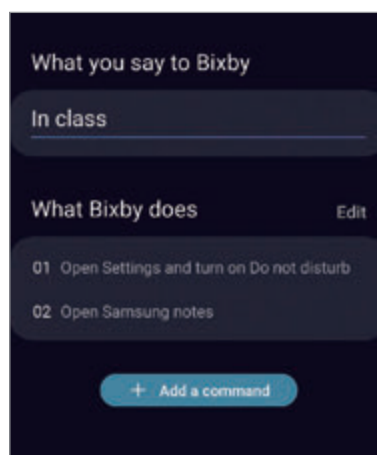 What you say to Bixby
In class
What Bixby does
Edit
01 Open Settings and turn on Do not disturb
02 Open Samsung notes
+ Add a command